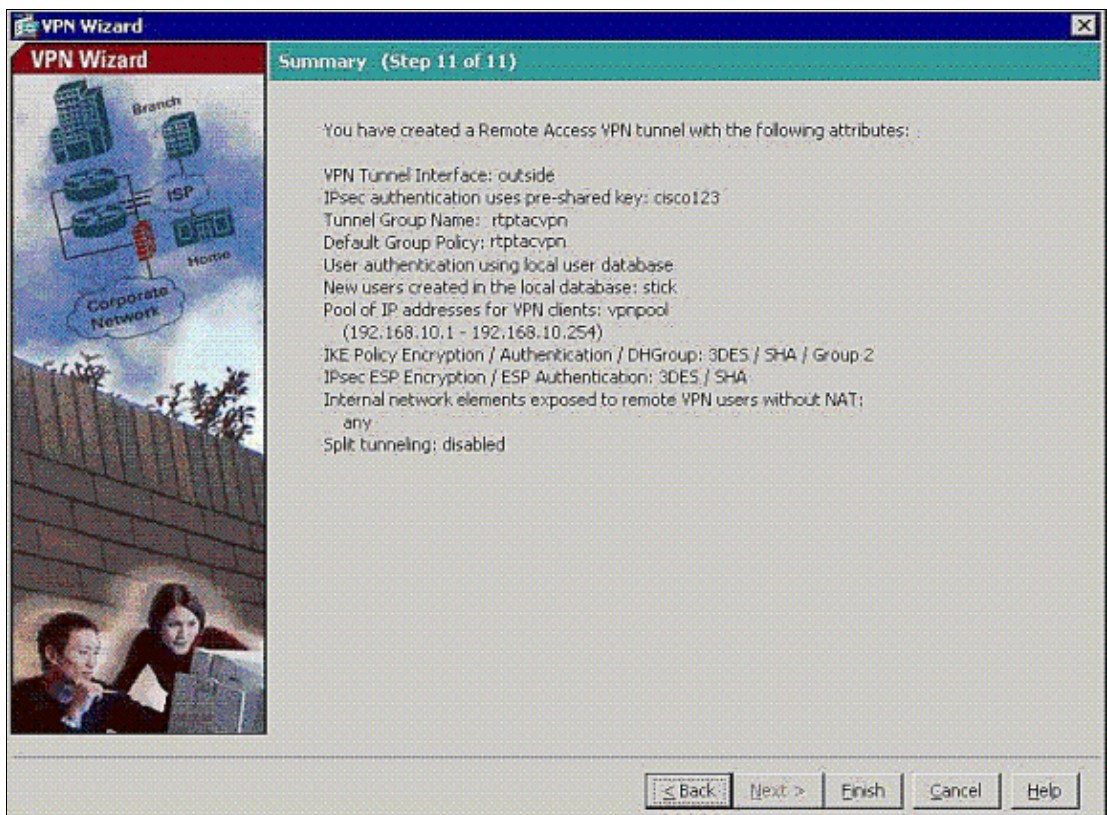 VPN Wizard
VPN Wizard
Summary (Step 11 of 11)
Branch
ISP
Home
Corporate
Network
You have created a Remote Access VPN tunnel with the following attributes:
VPN Tunnel Interface: outside
IPsec authentication uses pre-shared key: cisco123
Tunnel Group Name: rtptacvpn
Default Group Policy: rtptacvpn
User authentication using local user database
New users created in the local database: stick
Pool of IP addresses for VPN clients: vpnpool
(192.168.10.1 - 192.168.10.254)
IKE Policy Encryption / Authentication / DHGroup: 3DES / SHA / Group 2
IPsec ESP Encryption / ESP Authentication: 3DES / SHA
Internal network elements exposed to remote VPN users without NAT:
any
Split tunneling: disabled
< Back Next > Finish Cancel Help